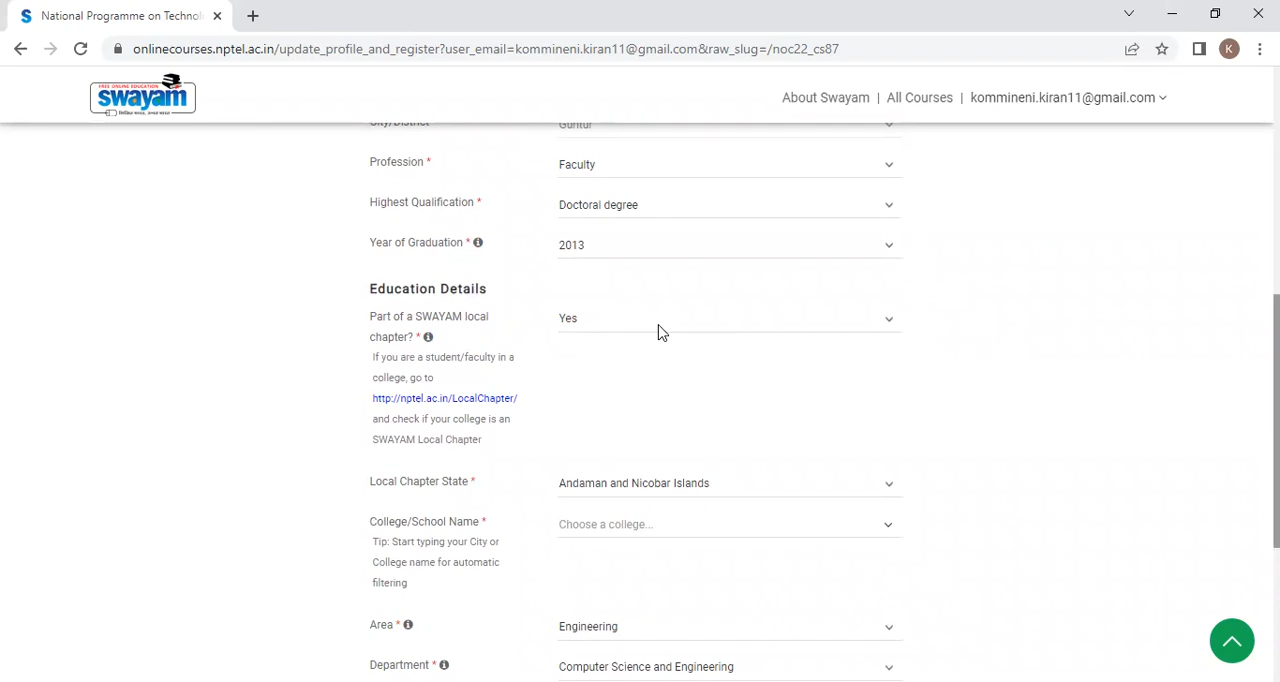 National Programme on Technol
onlinecourses.nptel.ac.in/update_profile_and_register?user_email=kommineni.kiran11@gmail.com&raw_slug=/noc22_cs87
K
FREE ONLINE EDUCATION
swayam
About Swayam | All Courses | kommineni.kiran11@gmail.com
City/District Guntur
Profession * Faculty
Highest Qualification * Doctoral degree
Year of Graduation * 2013
Education Details
Part of a SWAYAM local Yes
chapter? *
If you are a student/faculty in a
college, go to
http://nptel.ac.in/LocalChapter/
and check if your college is an
SWAYAM Local Chapter
Local Chapter State * Andaman and Nicobar Islands
College/School Name * Choose a college...
Tip: Start typing your City or
College name for automatic
filtering
Area * Engineering
Department * Computer Science and Engineering